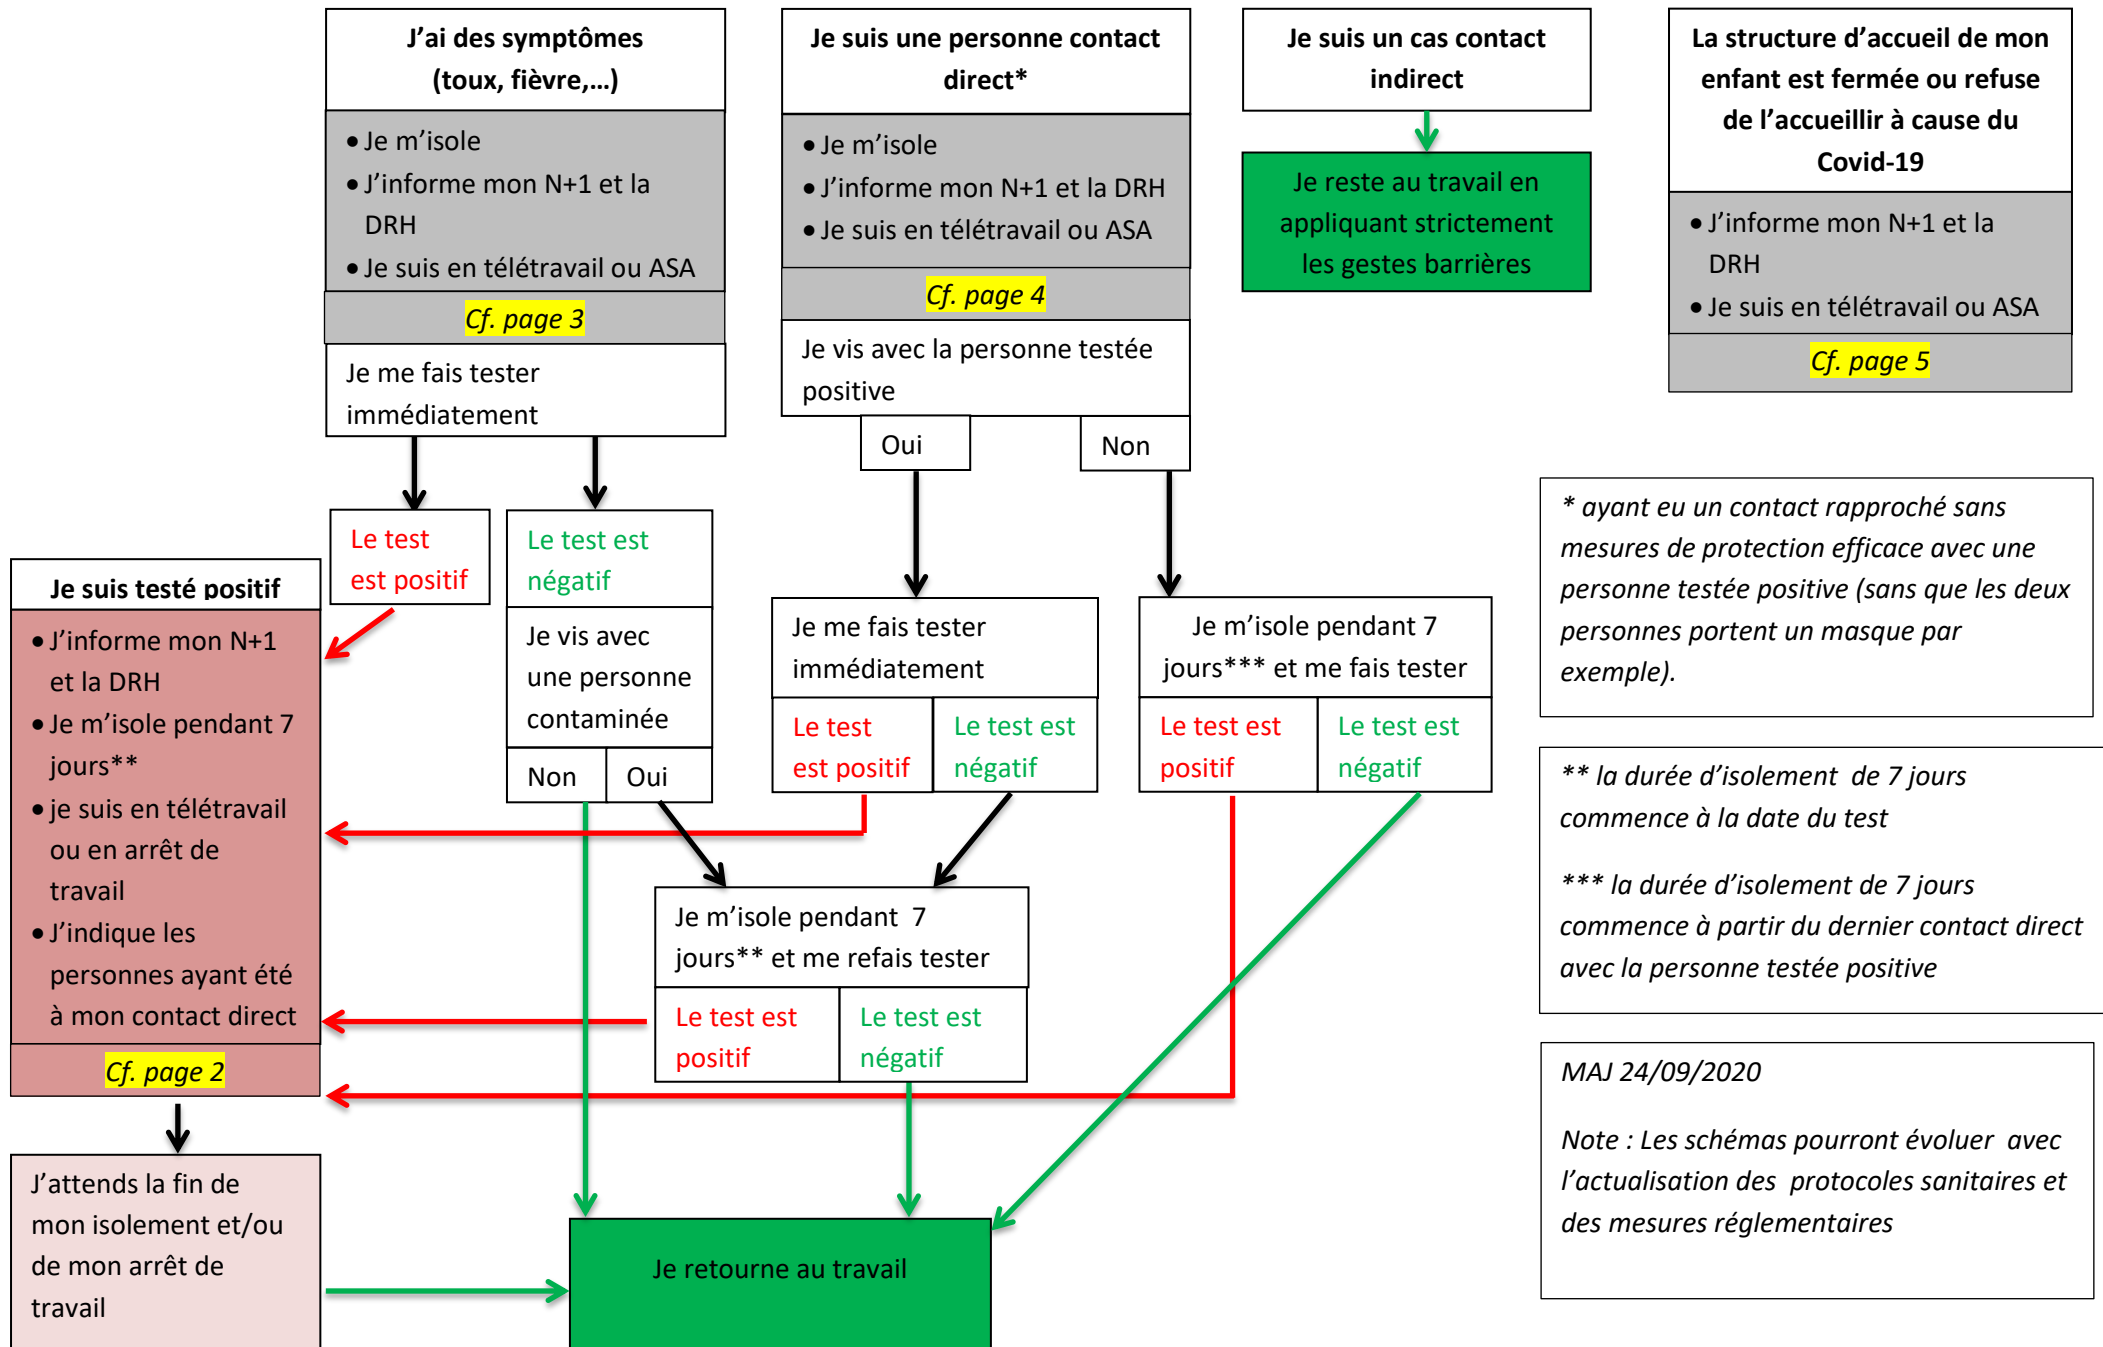 J’ai des symptômes
(toux, fièvre,…)
• Je m’isole
• J’informe mon N+1 et la
DRH
• Je suis en télétravail ou ASA
Cf. page 3
Je me fais tester
immédiatement
Le test
est positif
Le test est
négatif
Je vis avec
une personne
contaminée
Non
Oui
Je suis une personne contact
direct*
• Je m’isole
• J’informe mon N+1 et la DRH
• Je suis en télétravail ou ASA
Cf. page 4
Je vis avec la personne testée
positive
Oui
Non
Je me fais tester
immédiatement
Le test
est positif
Le test est
négatif
Je m’isole pendant 7
jours*** et me fais tester
Le test est
positif
Le test est
négatif
Je m’isole pendant  7
jours** et me refais tester
Le test est
positif
Le test est
négatif
Je suis un cas contact
indirect
Je reste au travail en
appliquant strictement
les gestes barrières
La structure d’accueil de mon
enfant est fermée ou refuse
de l’accueillir à cause du
Covid-19
• J’informe mon N+1 et la
DRH
• Je suis en télétravail ou ASA
Cf. page 5
Je suis testé positif
• J’informe mon N+1
et la DRH
• Je m’isole pendant 7
jours**
• je suis en télétravail
ou en arrêt de
travail
• J’indique les
personnes ayant été
à mon contact direct
Cf. page 2
J’attends la fin de
mon isolement et/ou
de mon arrêt de
travail
Je retourne au travail
* ayant eu un contact rapproché sans
mesures de protection efficace avec une
personne testée positive (sans que les deux
personnes portent un masque par
exemple).
** la durée d’isolement  de 7 jours
commence à la date du test
*** la durée d’isolement de 7 jours
commence à partir du dernier contact direct
avec la personne testée positive
MAJ 24/09/2020
Note : Les schémas pourront évoluer  avec
l’actualisation des  protocoles sanitaires et
des mesures réglementaires